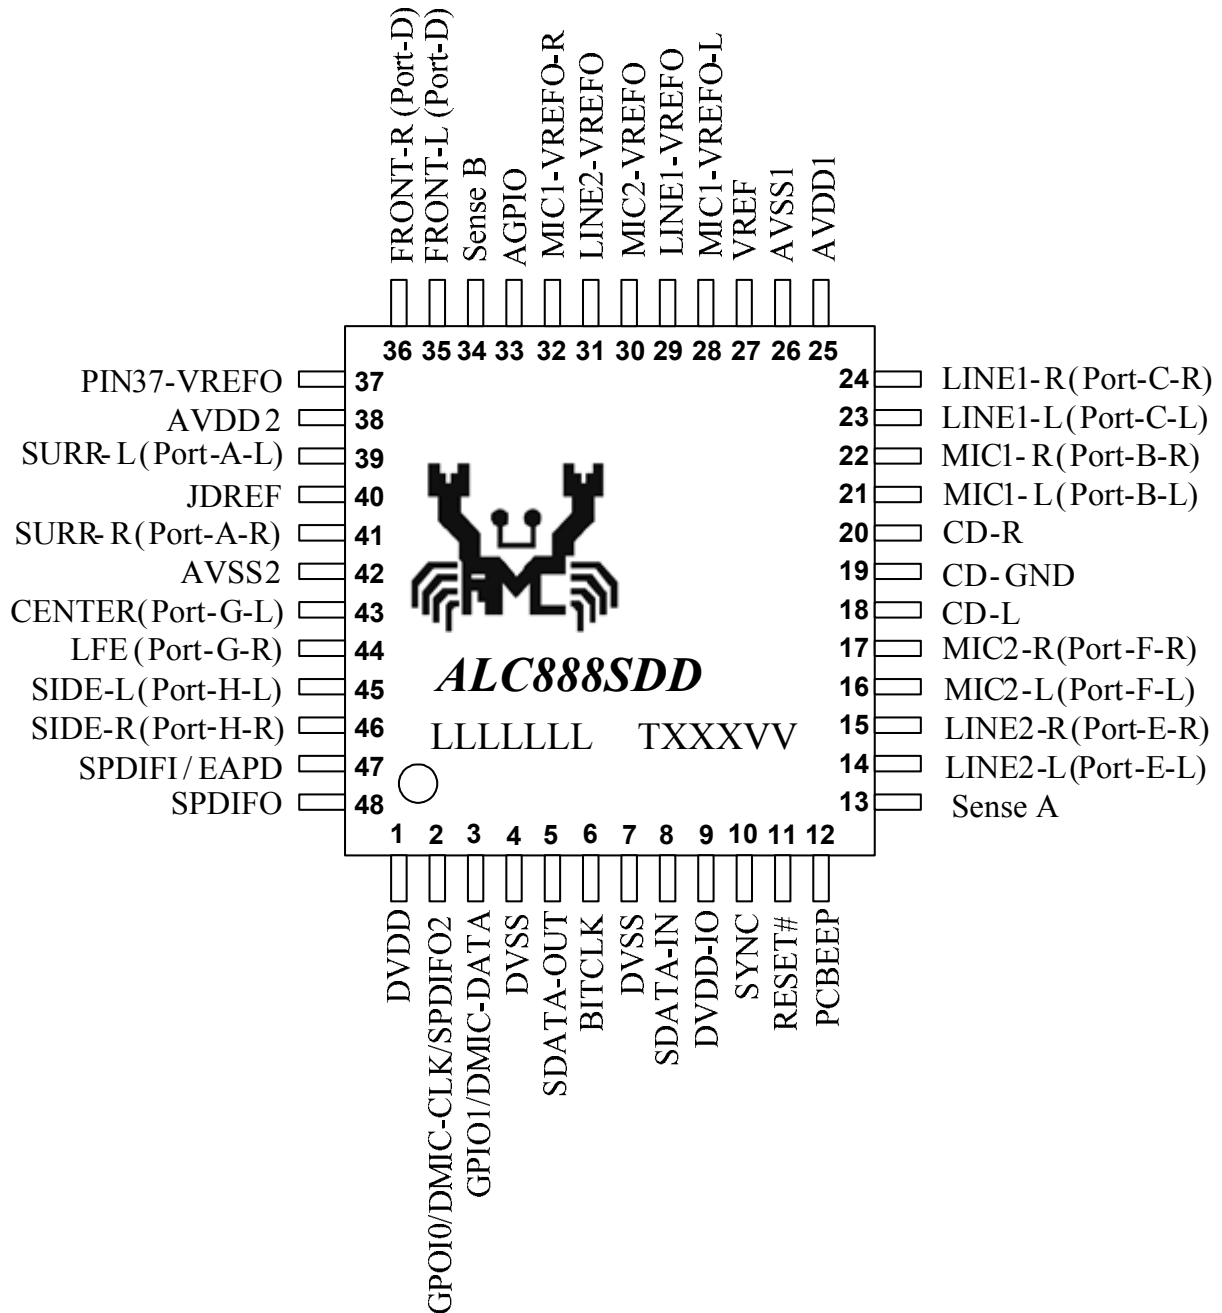 FRONT-R (Port-D)
FRONT-L (Port-D)
Sense B
AGPIO
MIC1-VREFO-R
LINE2-VREFO
MIC2-VREFO
LINE1-VREFO
MIC1-VREFO-L
VREF
AVSS1
AVDD1
36 35 34 33 32 31 30 29 28 27 26 25
PIN37-VREFO 37
AVDD2 38
SURR-L(Port-A-L) 39
JDREF 40
SURR-R(Port-A-R) 41
AVSS2 42
CENTER(Port-G-L) 43
LFE(Port-G-R) 44
SIDE-L(Port-H-L) 45
SIDE-R(Port-H-R) 46
SPDIFI/EAPD 47
SPDIFO 48
ALC888SDD
LLLLLLL TXXXVV
24 LINE1-R(Port-C-R)
23 LINE1-L(Port-C-L)
22 MIC1-R(Port-B-R)
21 MIC1-L(Port-B-L)
20 CD-R
19 CD-GND
18 CD-L
17 MIC2-R(Port-F-R)
16 MIC2-L(Port-F-L)
15 LINE2-R(Port-E-R)
14 LINE2-L(Port-E-L)
13 Sense A
1 2 3 4 5 6 7 8 9 10 11 12
DVDD
GPOI0/DMIC-CLK/SPDIFO2
GPIO1/DMIC-DATA
DVSS
SDATA-OUT
BITCLK
DVSS
SDATA-IN
DVDD-IO
SYNC
RESET#
PCBEEP